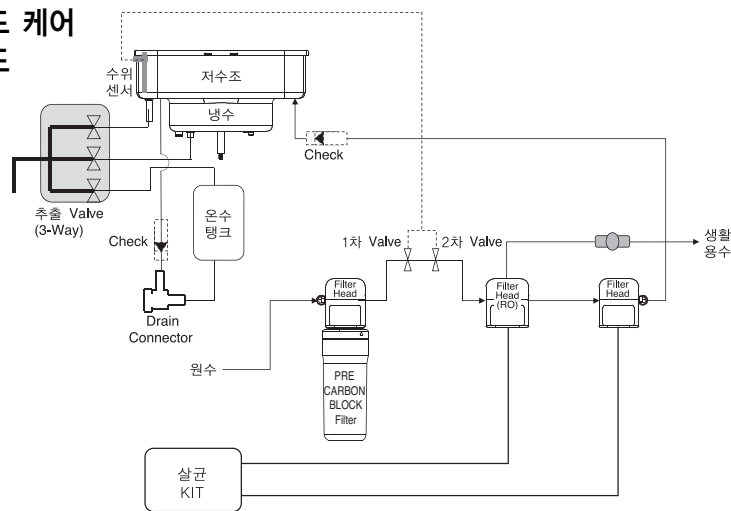 드 케어
드
수위
센서
저수조
냉수
Check
추출 Valve
(3-Way)
Check
온수
탱크
1차 Valve
2차 Valve
생활
용수
Filter
Head
Filter
Head
(RO)
Filter
Head
Drain
Connector
원수
PRE
CARBON
BLOCK
Filter
살균
KIT